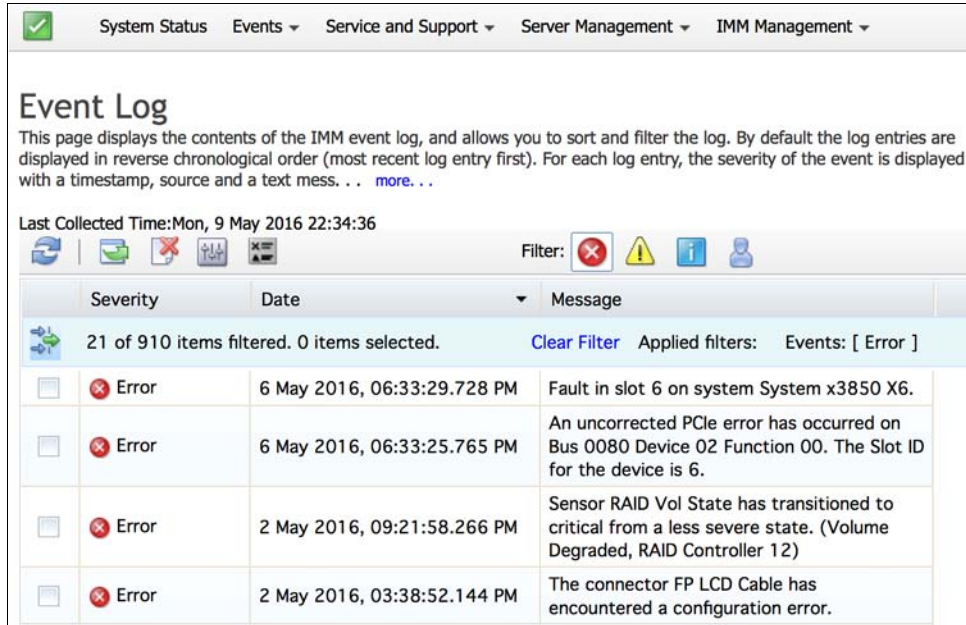 System Status Events Service and Support Server Management IMM Management
Event Log
This page displays the contents of the IMM event log, and allows you to sort and filter the log. By default the log entries are
displayed in reverse chronological order (most recent log entry first). For each log entry, the severity of the event is displayed
with a timestamp, source and a text mess. . . more. . .
Last Collected Time:Mon, 9 May 2016 22:34:36
Filter:
Severity Date Message
21 of 910 items filtered. 0 items selected. Clear Filter Applied filters: Events: [ Error ]
Error 6 May 2016, 06:33:29.728 PM Fault in slot 6 on system System x3850 X6.
An uncorrected PCIe error has occurred on
Error 6 May 2016, 06:33:25.765 PM Bus 0080 Device 02 Function 00. The Slot ID
for the device is 6.
Sensor RAID Vol State has transitioned to
Error 2 May 2016, 09:21:58.266 PM critical from a less severe state. (Volume
Degraded, RAID Controller 12)
The connector FP LCD Cable has
Error 2 May 2016, 03:38:52.144 PM encountered a configuration error.